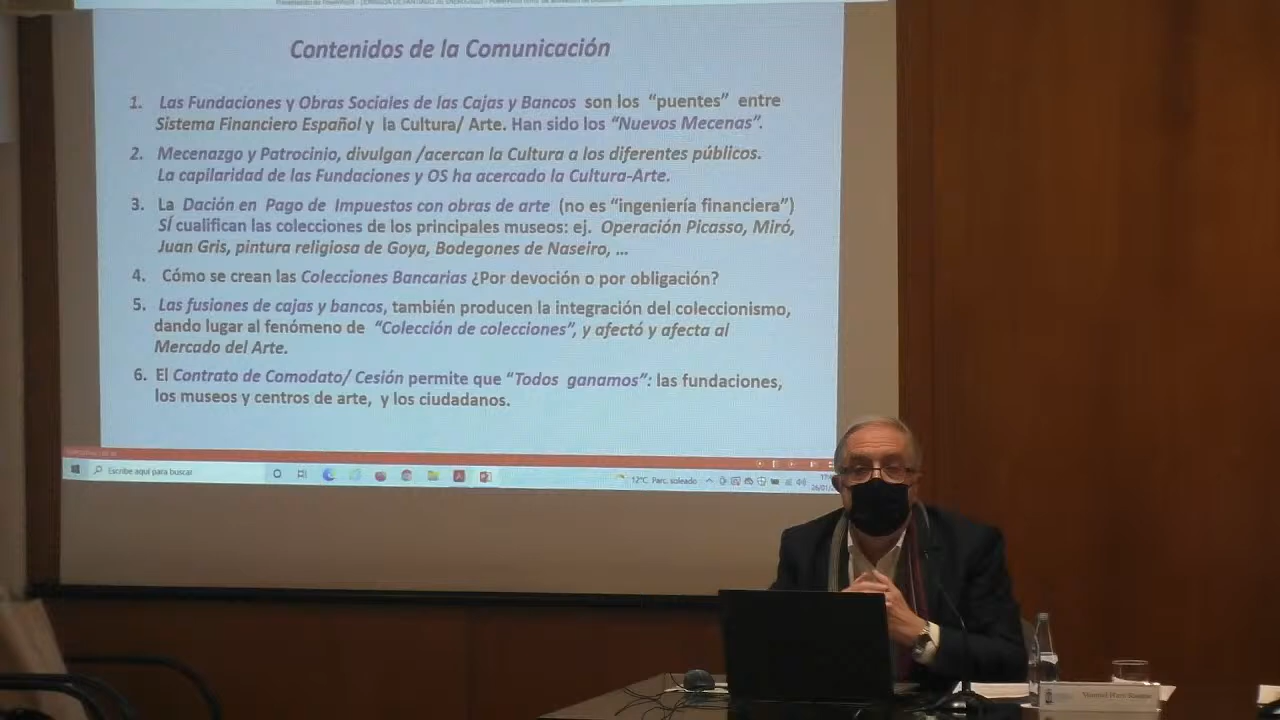 Contenidos de la Comunicación
1. Las Fundaciones y Obras Sociales de las Cajas y Bancos son los “puentes” entre
Sistema Financiero Español y la Cultura/ Arte. Han sido los “Nuevos Mecenas”.
2. Mecenazgo y Patrocinio, divulgan /acercan la Cultura a los diferentes públicos.
La capilaridad de las Fundaciones y OS ha acercado la Cultura-Arte.
3. La Dación en Pago de Impuestos con obras de arte (no es “ingeniería financiera”)
SÍ cualifican las colecciones de los principales museos: ej. Operación Picasso, Miró,
Juan Gris, pintura religiosa de Goya, Bodegones de Naseiro, ...
4. Cómo se crean las Colecciones Bancarias ¿Por devoción o por obligación?
5. Las fusiones de cajas y bancos, también producen la integración del coleccionismo,
dando lugar al fenómeno de “Colección de colecciones”, y afectó y afecta al
Mercado del Arte.
6. El Contrato de Comodato/ Cesión permite que “Todos ganamos”: las fundaciones,
los museos y centros de arte, y los ciudadanos.
Escribe aquí para buscar
12°C Parc. soleado